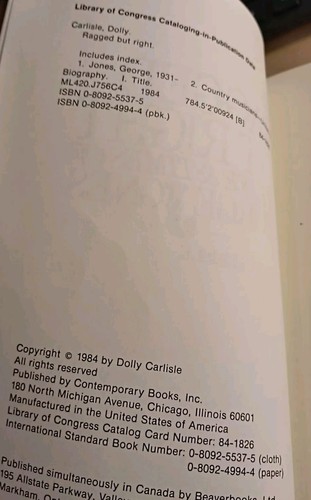 Library of Congress Cataloging-in-Publication Data
Carlisle, Dolly.
Ragged but right.
Includes index.
1. Jones, George, 1931- 2. Country musicians
Biography. I. Title.
ML420.J756C4 1984 784.5'2'00924 [B]
ISBN 0-8092-5537-5
ISBN 0-8092-4994-4 (pbk.)
Copyright © 1984 by Dolly Carlisle
All rights reserved
Published by Contemporary Books, Inc.
180 North Michigan Avenue, Chicago, Illinois 60601
Manufactured in the United States of America
Library of Congress Catalog Card Number: 84-1826
International Standard Book Number: 0-8092-5537-5 (cloth)
0-8092-4994-4 (paper)
Published simultaneously in Canada by Beaverbooks, Ltd.
195 Allstate Parkway, Valley
Markham,